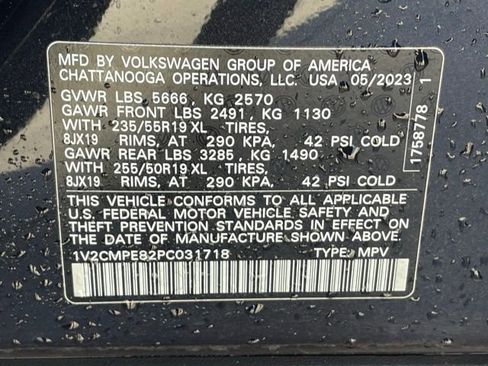 MFD BY VOLKSWAGEN GROUP OF AMERICA
CHATTANOOGA OPERATIONS, LLC. USA 05/2023
GVWR LBS 5666, KG 2570
GAWR FRONT LBS 2491, KG 1130
WITH 235/55R19 XL TIRES,
8JX19 RIMS, AT 290 KPA, 42 PSI COLD
GAWR REAR LBS 3285, KG 1490
WITH 255/50R19 XL TIRES,
8JX19 RIMS, AT 290 KPA, 42 PSI COLD
THIS VEHICLE CONFORMS TO ALL APPLICABLE
U.S. FEDERAL MOTOR VEHICLE SAFETY AND
THEFT PREVENTION STANDARDS IN EFFECT ON THE
DATE OF MANUFACTURE SHOWN ABOVE.
1V2CMPE82PC031718 TYPE: MPV
1758778 1